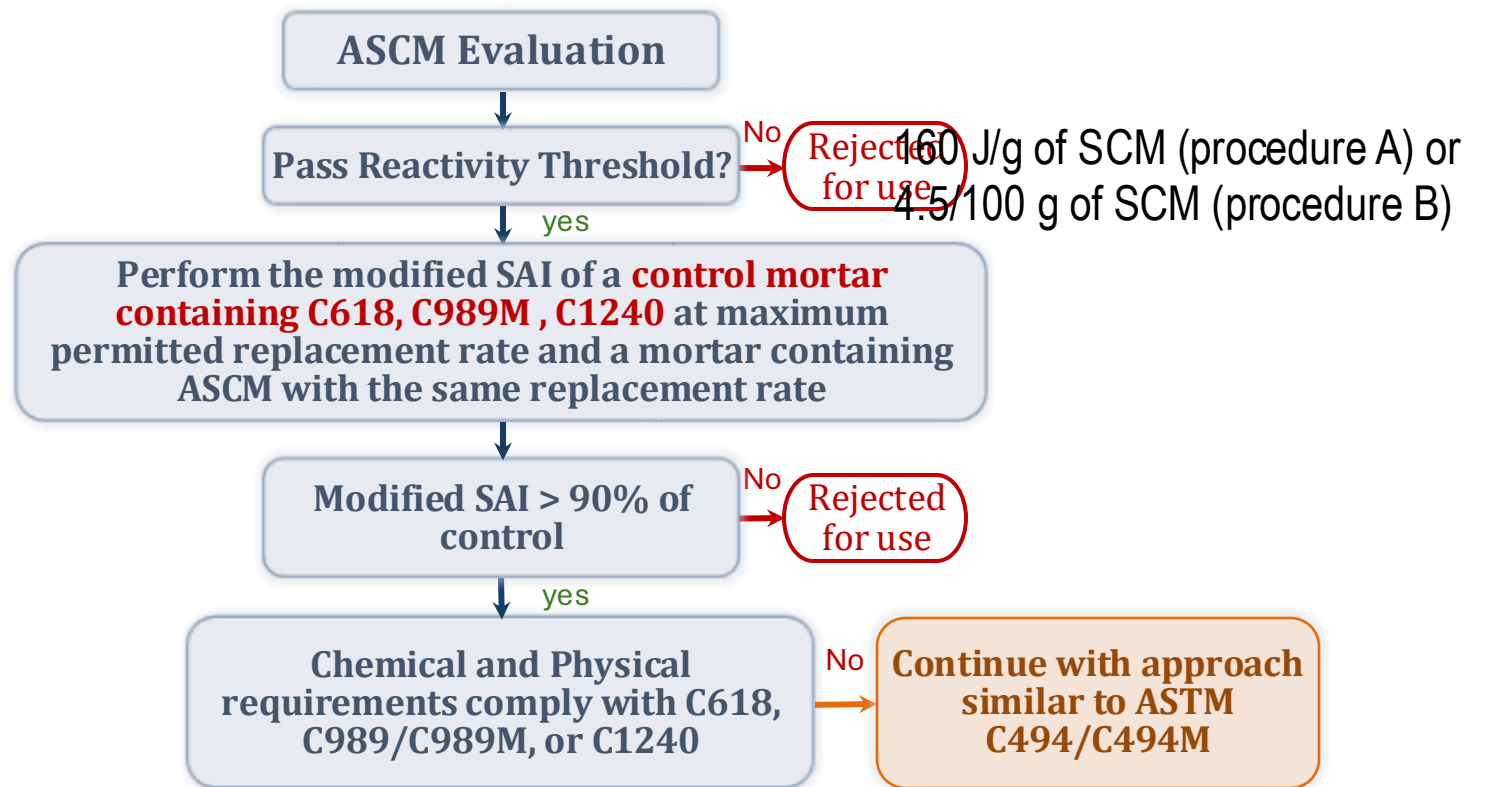 ASCM Evaluation
Pass Reactivity Threshold?
No
Rejected
for use
160 J/g of SCM (procedure A) or
4.5/100 g of SCM (procedure B)
yes
Perform the modified SAI of a control mortar
containing C618, C989M , C1240 at maximum
permitted replacement rate and a mortar containing
ASCM with the same replacement rate
Modified SAI > 90% of
control
No
Rejected
for use
yes
Chemical and Physical
requirements comply with C618,
C989/C989M, or C1240
No
Continue with approach
similar to ASTM
C494/C494M